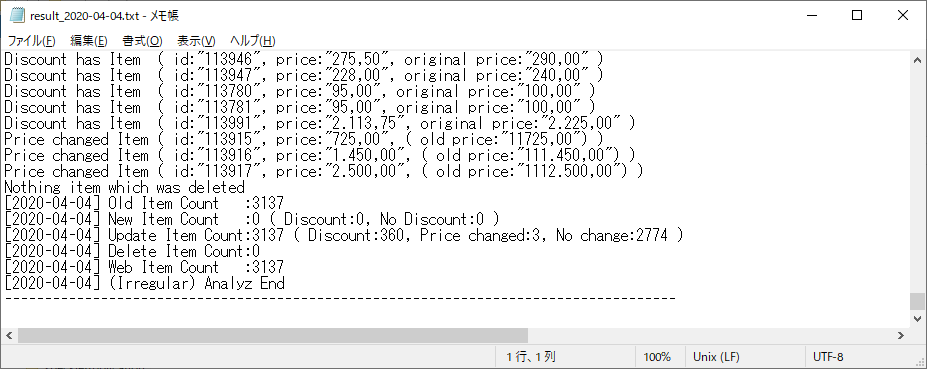 result_2020-04-04.txt - メモ帳
ファイル(F) 編集(E) 書式(O) 表示(V) ヘルプ(H)
Discount has Item  ( id:"113946", price:"275,50", original price:"290,00" )
Discount has Item  ( id:"113947", price:"228,00", original price:"240,00" )
Discount has Item  ( id:"113780", price:"95,00", original price:"100,00" )
Discount has Item  ( id:"113781", price:"95,00", original price:"100,00" )
Discount has Item  ( id:"113991", price:"2.113,75", original price:"2.225,00" )
Price changed Item ( id:"113915", price:"725,00", ( old price:"11725,00") )
Price changed Item ( id:"113916", price:"1.450,00", ( old price:"111.450,00") )
Price changed Item ( id:"113917", price:"2.500,00", ( old price:"1112.500,00") )
Nothing item which was deleted
[2020-04-04] Old Item Count   :3137
[2020-04-04] New Item Count   :0 ( Discount:0, No Discount:0 )
[2020-04-04] Update Item Count:3137 ( Discount:360, Price changed:3, No change:2774 )
[2020-04-04] Delete Item Count:0
[2020-04-04] Web Item Count   :3137
[2020-04-04] (Irregular) Analyz End
------------------------------------------------------------------------------------
1 行、1 列 100% Unix (LF) UTF-8